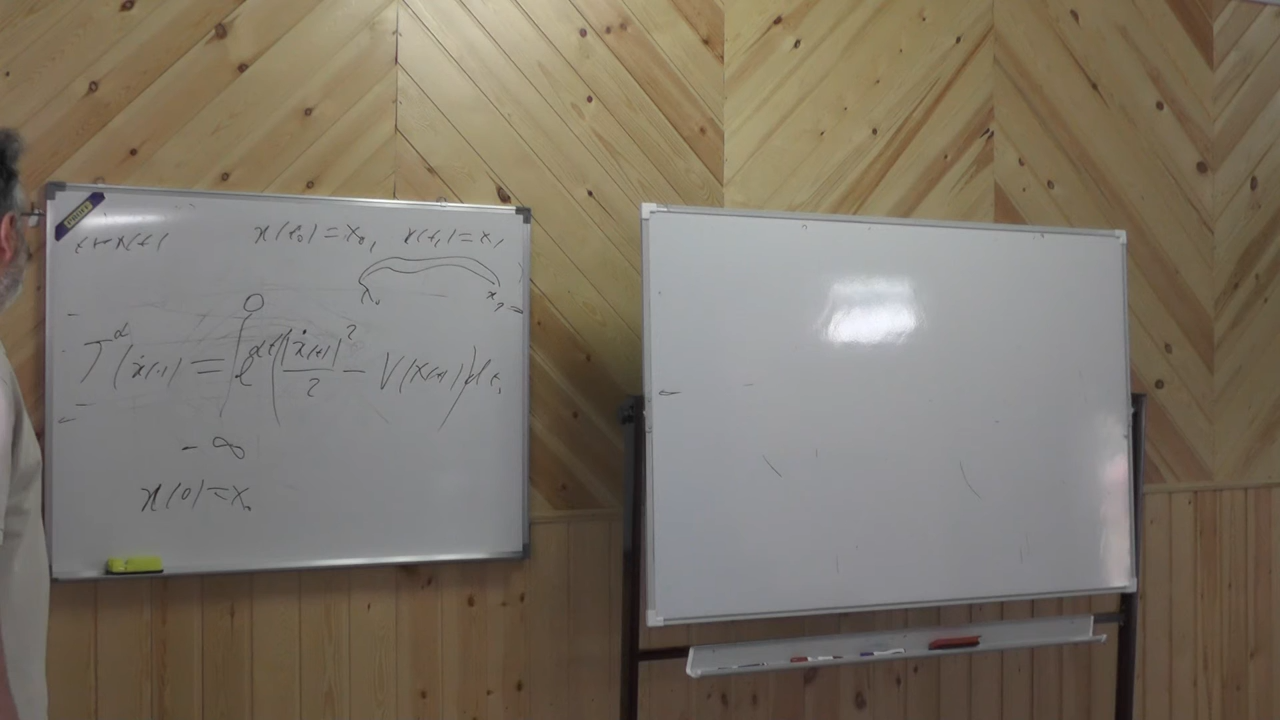 t ↦ x(t) x(t₀) = x₀, x(t₁) = x₁
x₀ x₁
J^α(x(·)) = ∫_{-∞}^{0} e^{αt} ( |ẋ(t)|²/2 − V(x(t)) ) dt,
x(0) = x₀